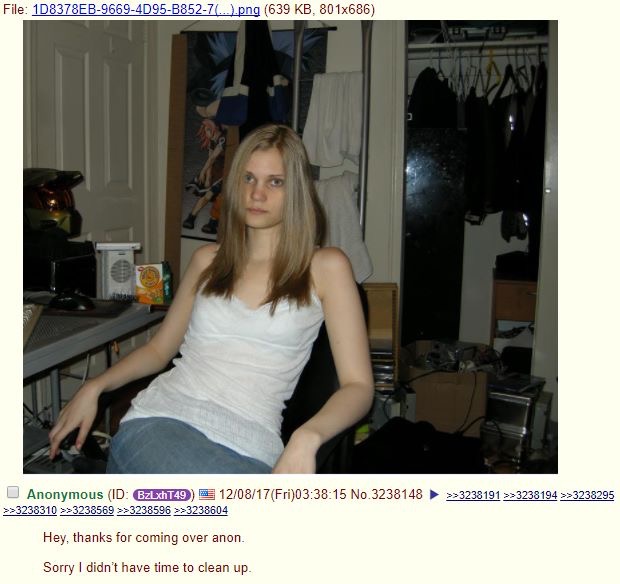 File: 1D8378EB-9669-4D95-B852-7(...).png (639 KB, 801x686)
Anonymous (ID: BzLxhT49) 12/08/17(Fri)03:38:15 No.3238148 ▶ >>3238191 >>3238194 >>3238295
>>3238310 >>3238569 >>3238596 >>3238604
Hey, thanks for coming over anon.
Sorry I didn't have time to clean up.